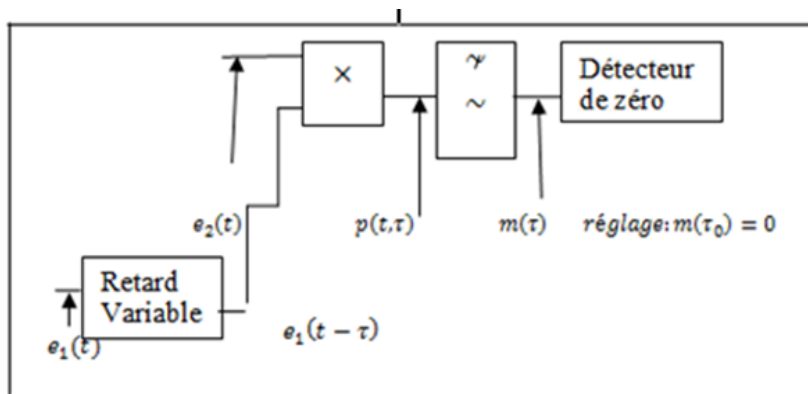 ×
≁
∼
Détecteur
de zéro
e₂(t)
p(t,τ)
m(τ)
réglage: m(τ₀) = 0
Retard
Variable
e₁(t)
e₁(t − τ)